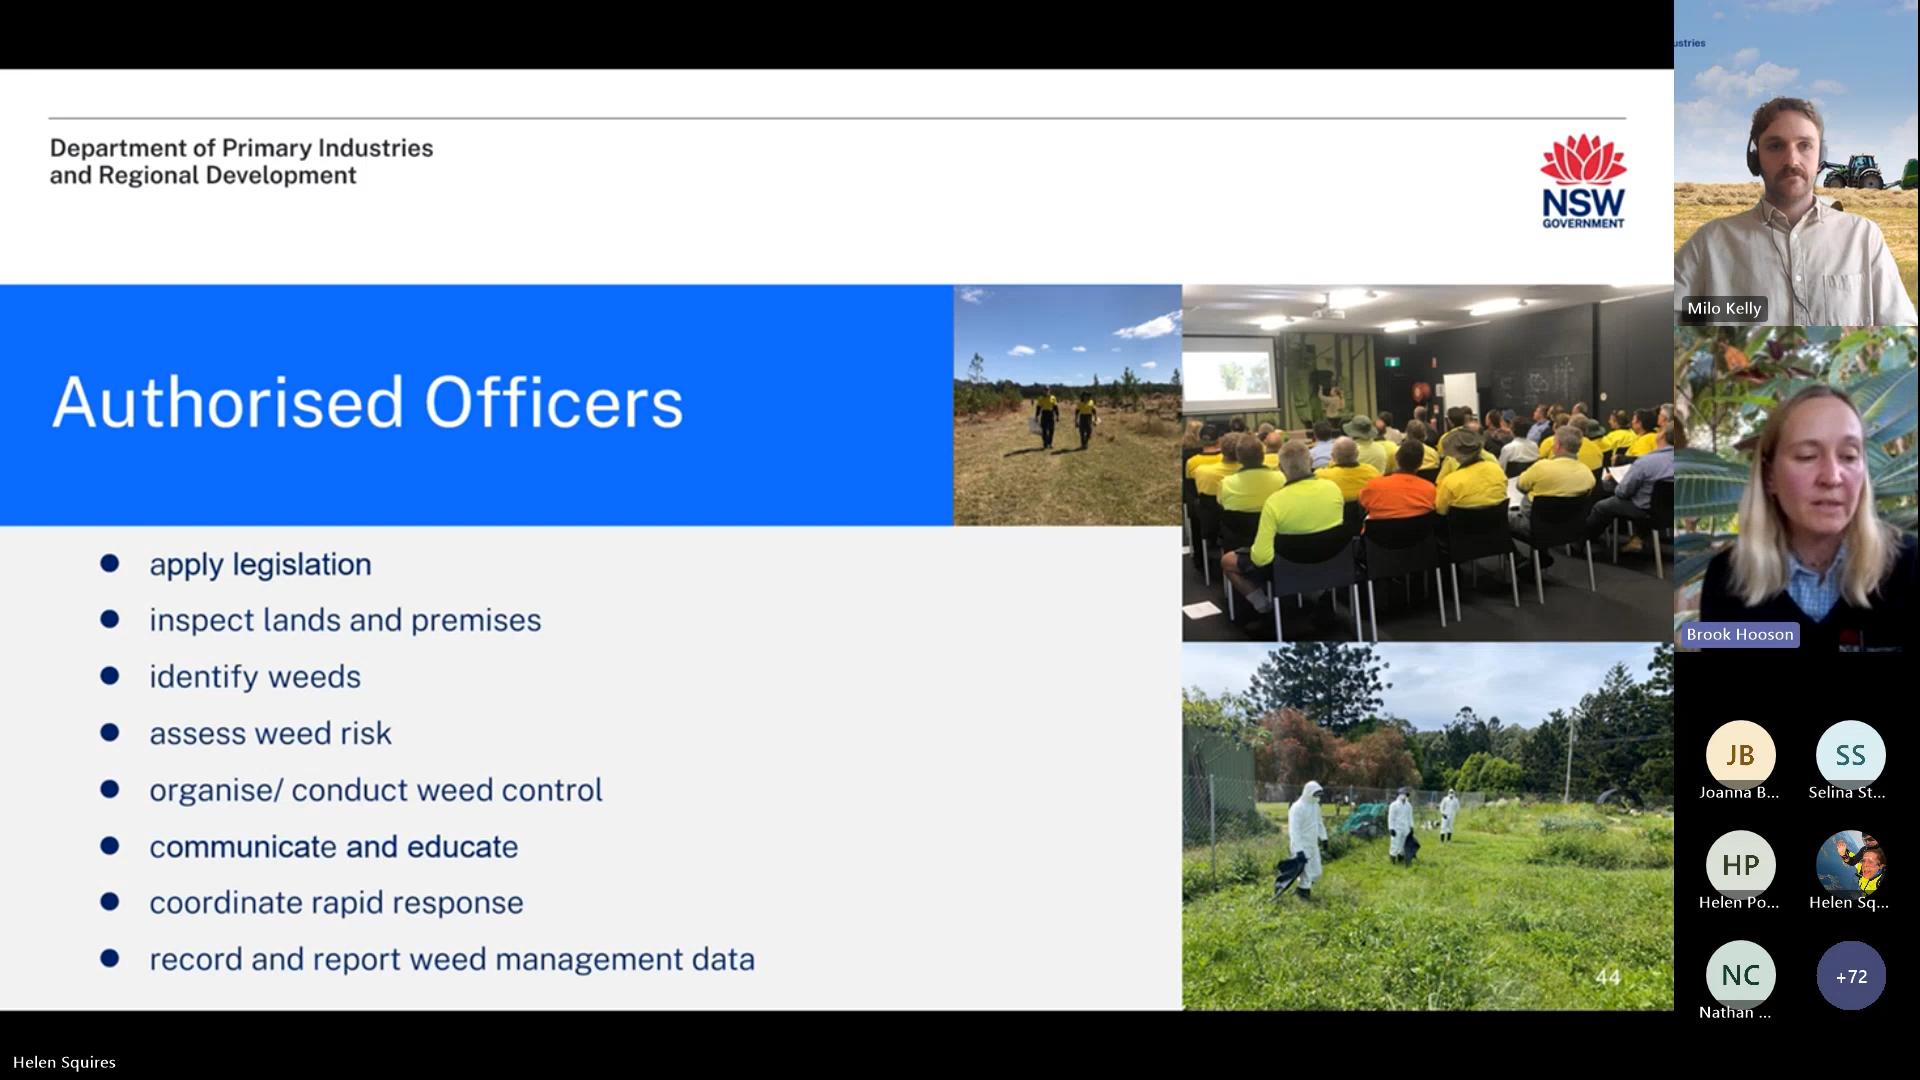 Department of Primary Industries
and Regional Development
NSW
GOVERNMENT
Authorised Officers
apply legislation
inspect lands and premises
identify weeds
assess weed risk
organise/ conduct weed control
communicate and educate
coordinate rapid response
record and report weed management data
44
ustries
Milo Kelly
Brook Hooson
JB
Joanna B...
SS
Selina St...
HP
Helen Po...
Helen Sq...
NC
Nathan ...
+72
Helen Squires